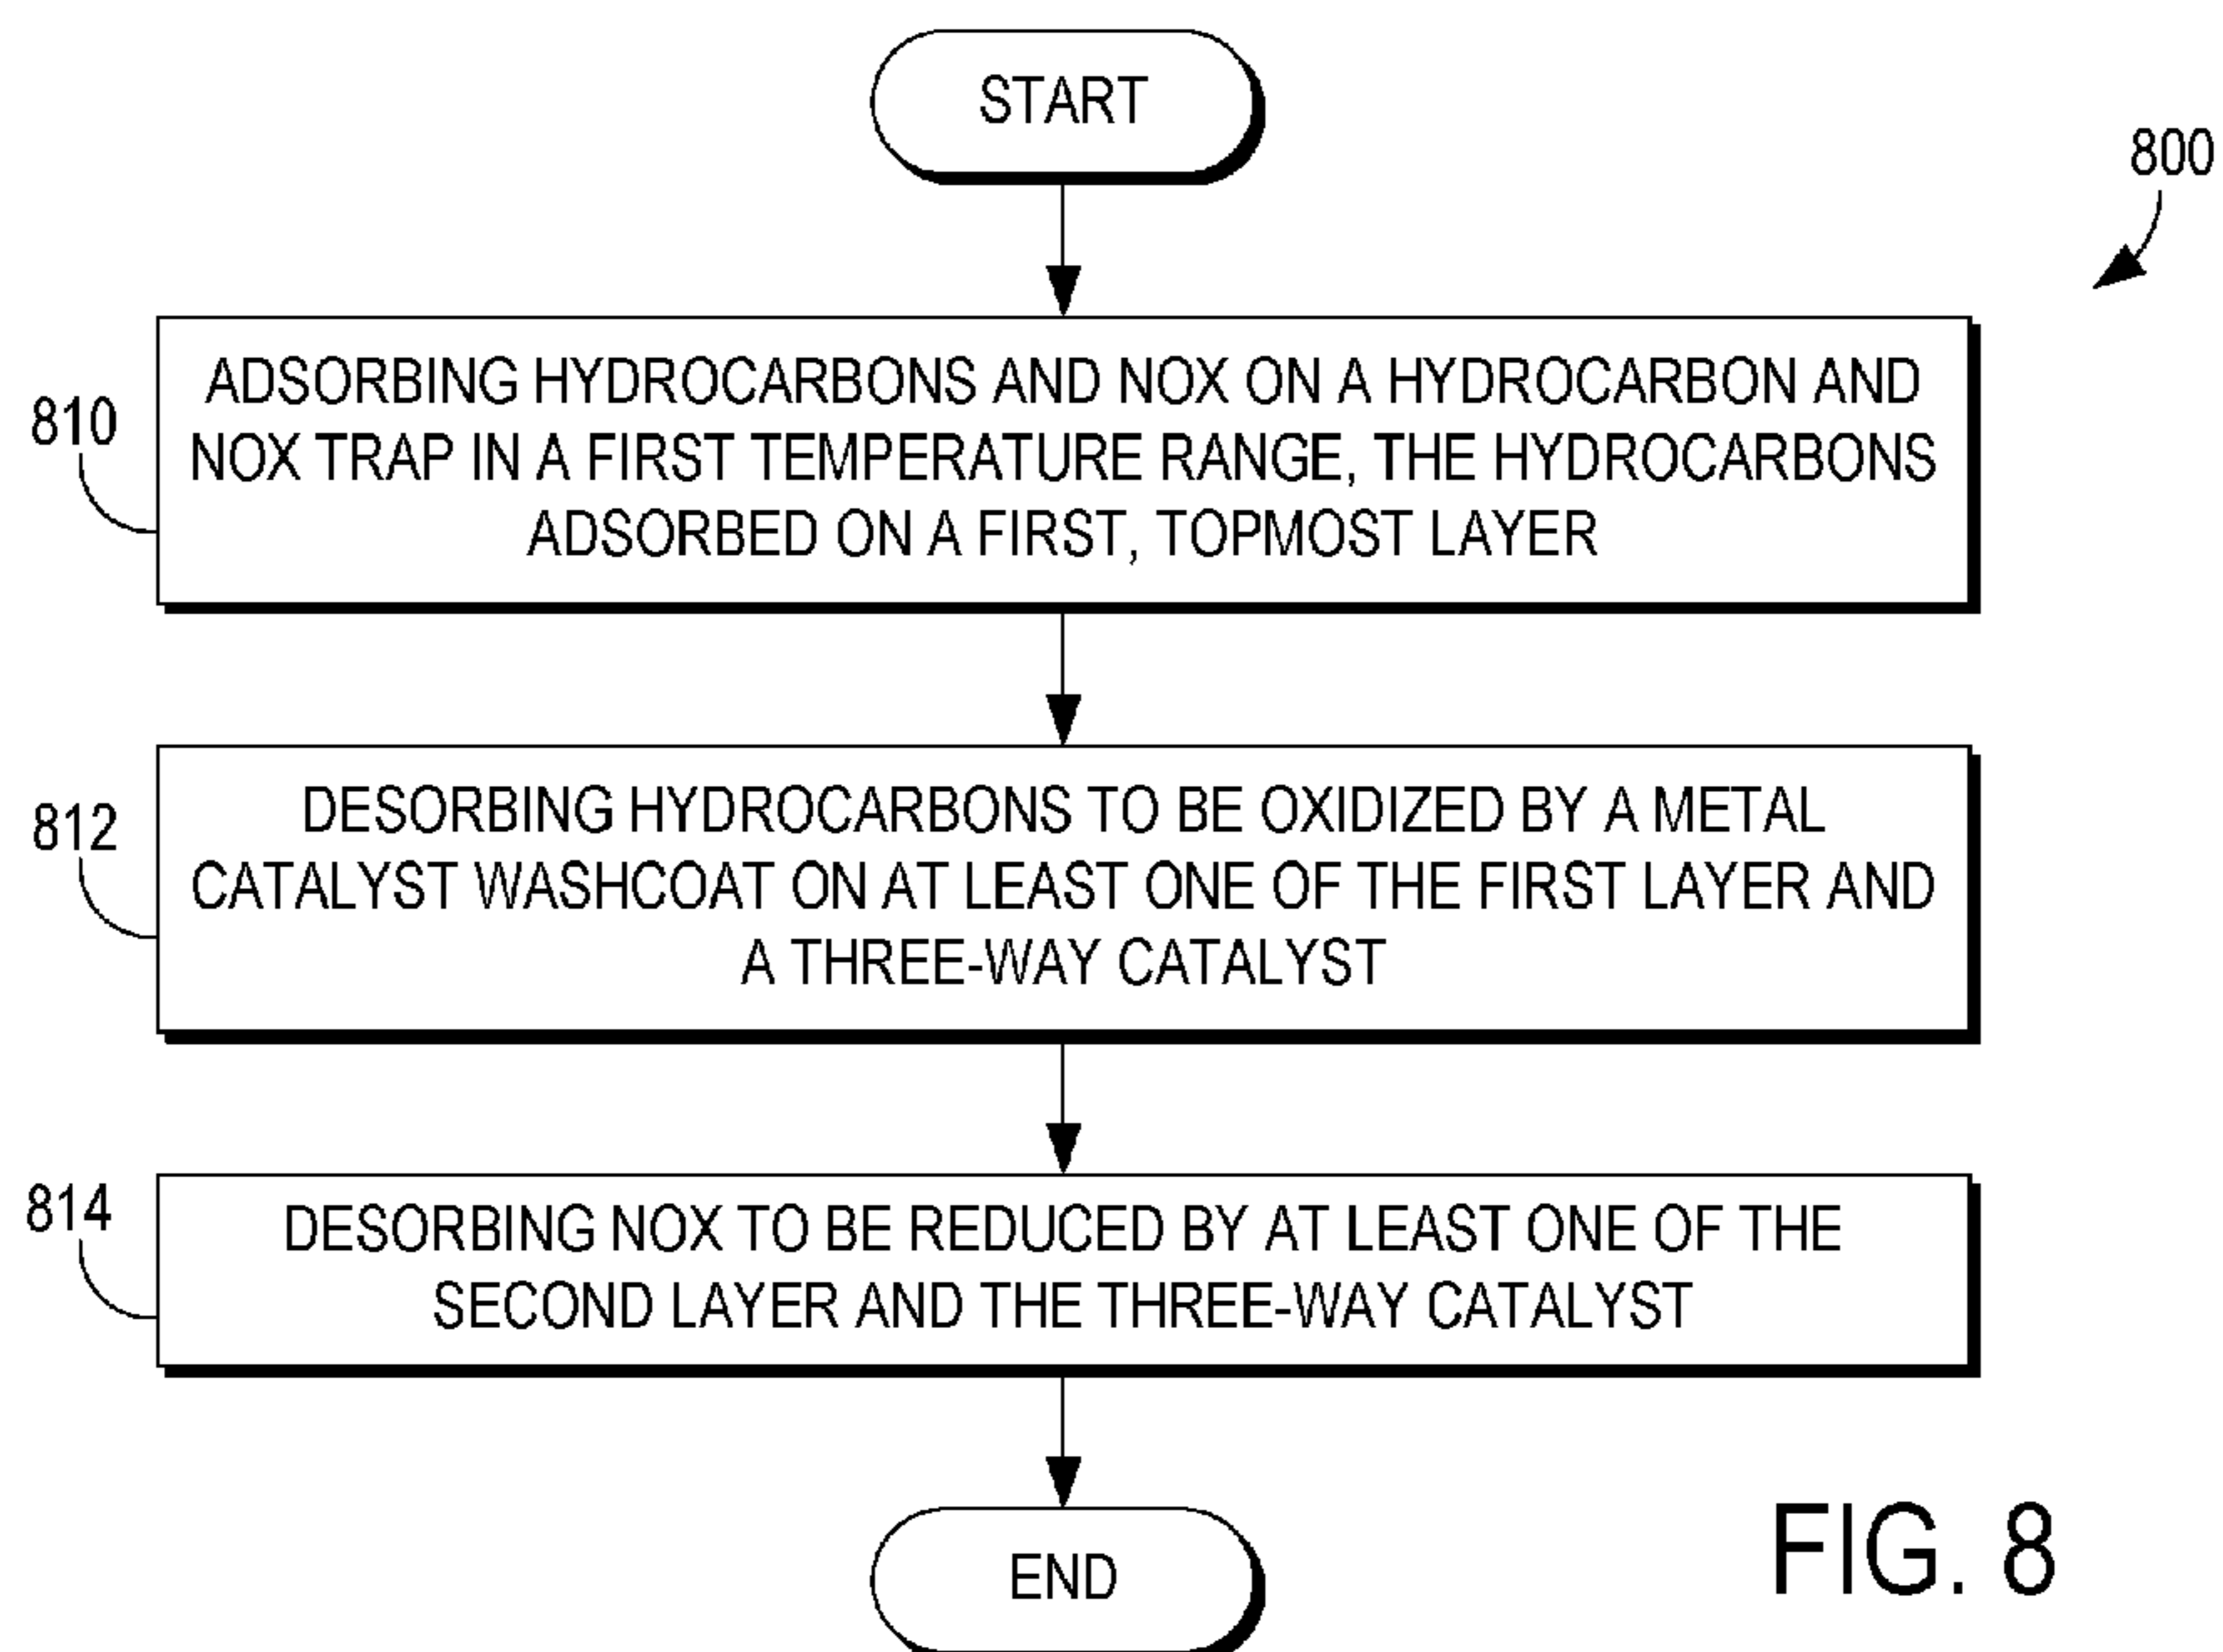 START
800
810
ADSORBING HYDROCARBONS AND NOX ON A HYDROCARBON AND
NOX TRAP IN A FIRST TEMPERATURE RANGE, THE HYDROCARBONS
ADSORBED ON A FIRST, TOPMOST LAYER
812
DESORBING HYDROCARBONS TO BE OXIDIZED BY A METAL
CATALYST WASHCOAT ON AT LEAST ONE OF THE FIRST LAYER AND
A THREE-WAY CATALYST
814
DESORBING NOX TO BE REDUCED BY AT LEAST ONE OF THE
SECOND LAYER AND THE THREE-WAY CATALYST
END
FIG. 8